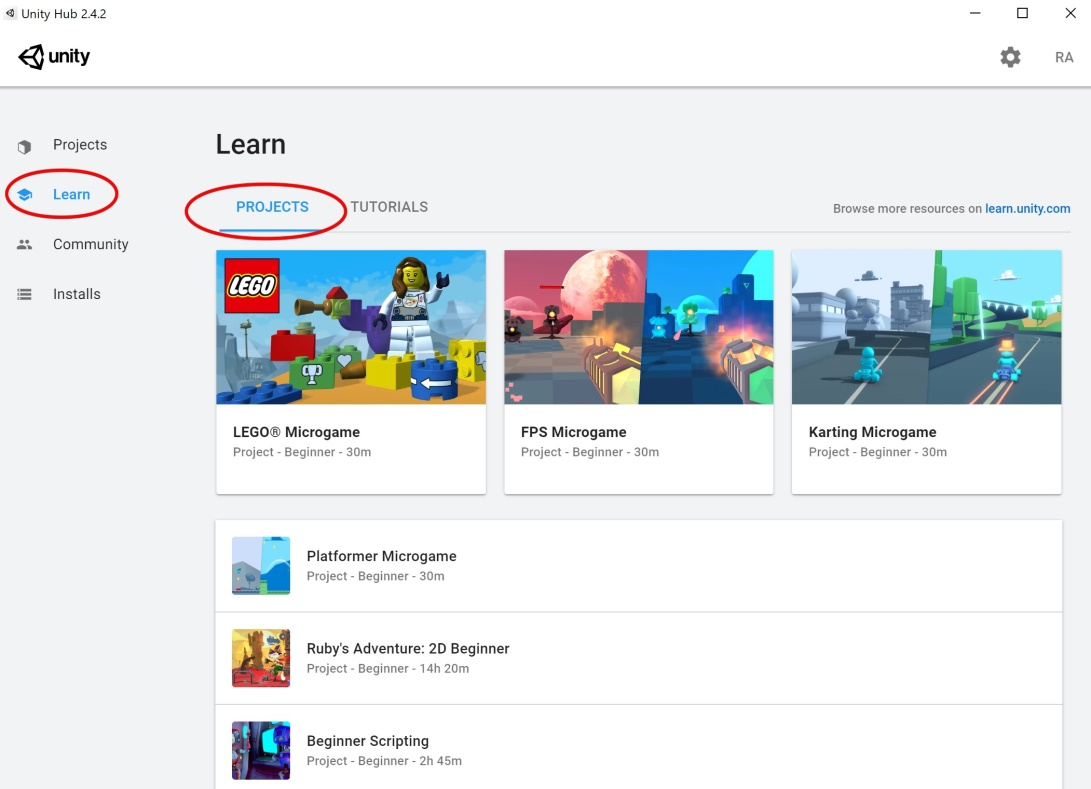 Unity Hub 2.4.2
unity
RA
Projects
Learn
Community
Installs
Learn
PROJECTS
TUTORIALS
Browse more resources on learn.unity.com
LEGO
LEGO® Microgame
Project - Beginner - 30m
FPS Microgame
Project - Beginner - 30m
Karting Microgame
Project - Beginner - 30m
Platformer Microgame
Project - Beginner - 30m
Ruby's Adventure: 2D Beginner
Project - Beginner - 14h 20m
Beginner Scripting
Project - Beginner - 2h 45m